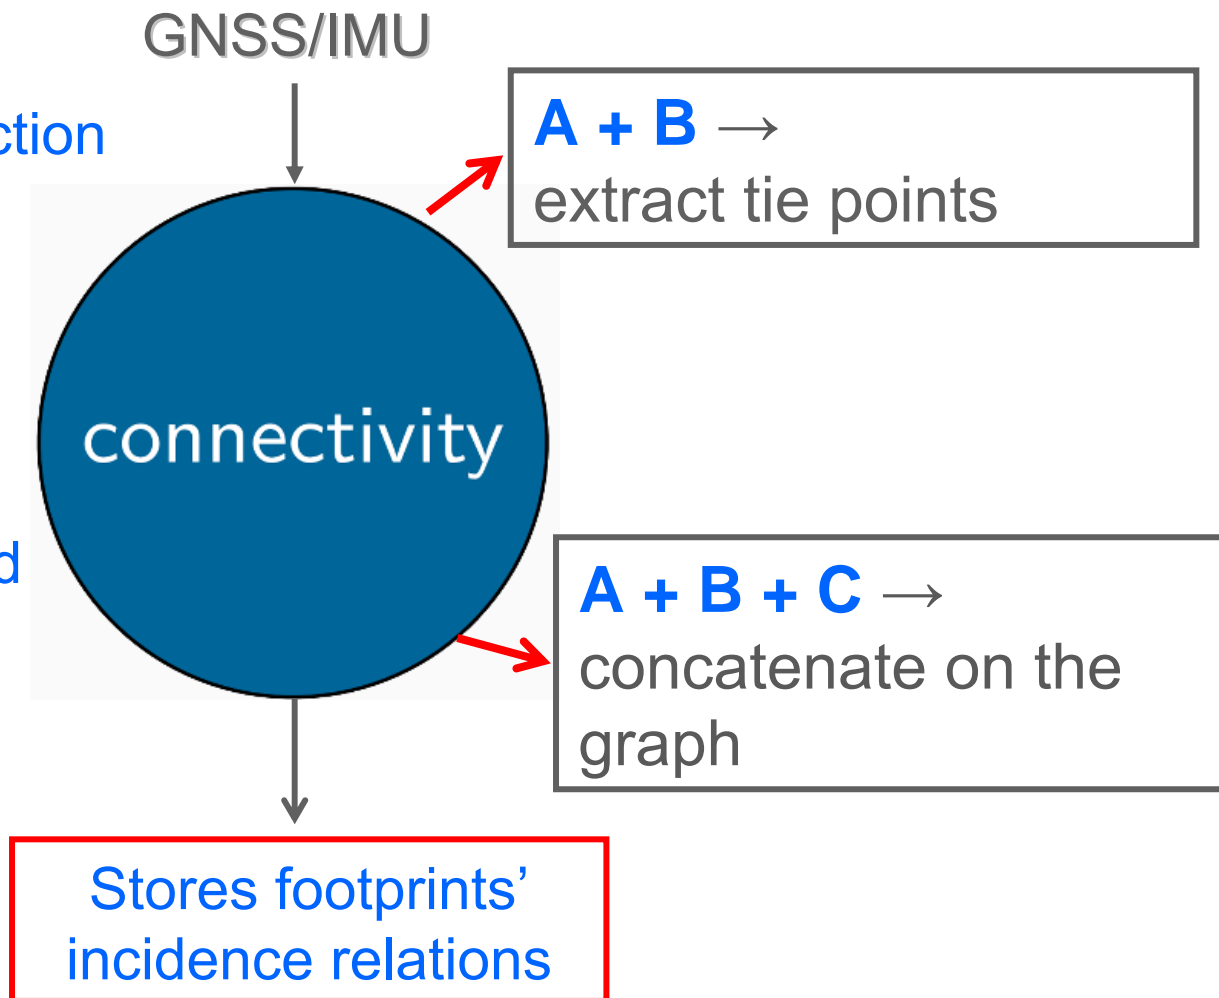 GNSS/IMU
ction
A + B →
extract tie points
connectivity
d
A + B + C →
concatenate on the
graph
Stores footprints’
incidence relations